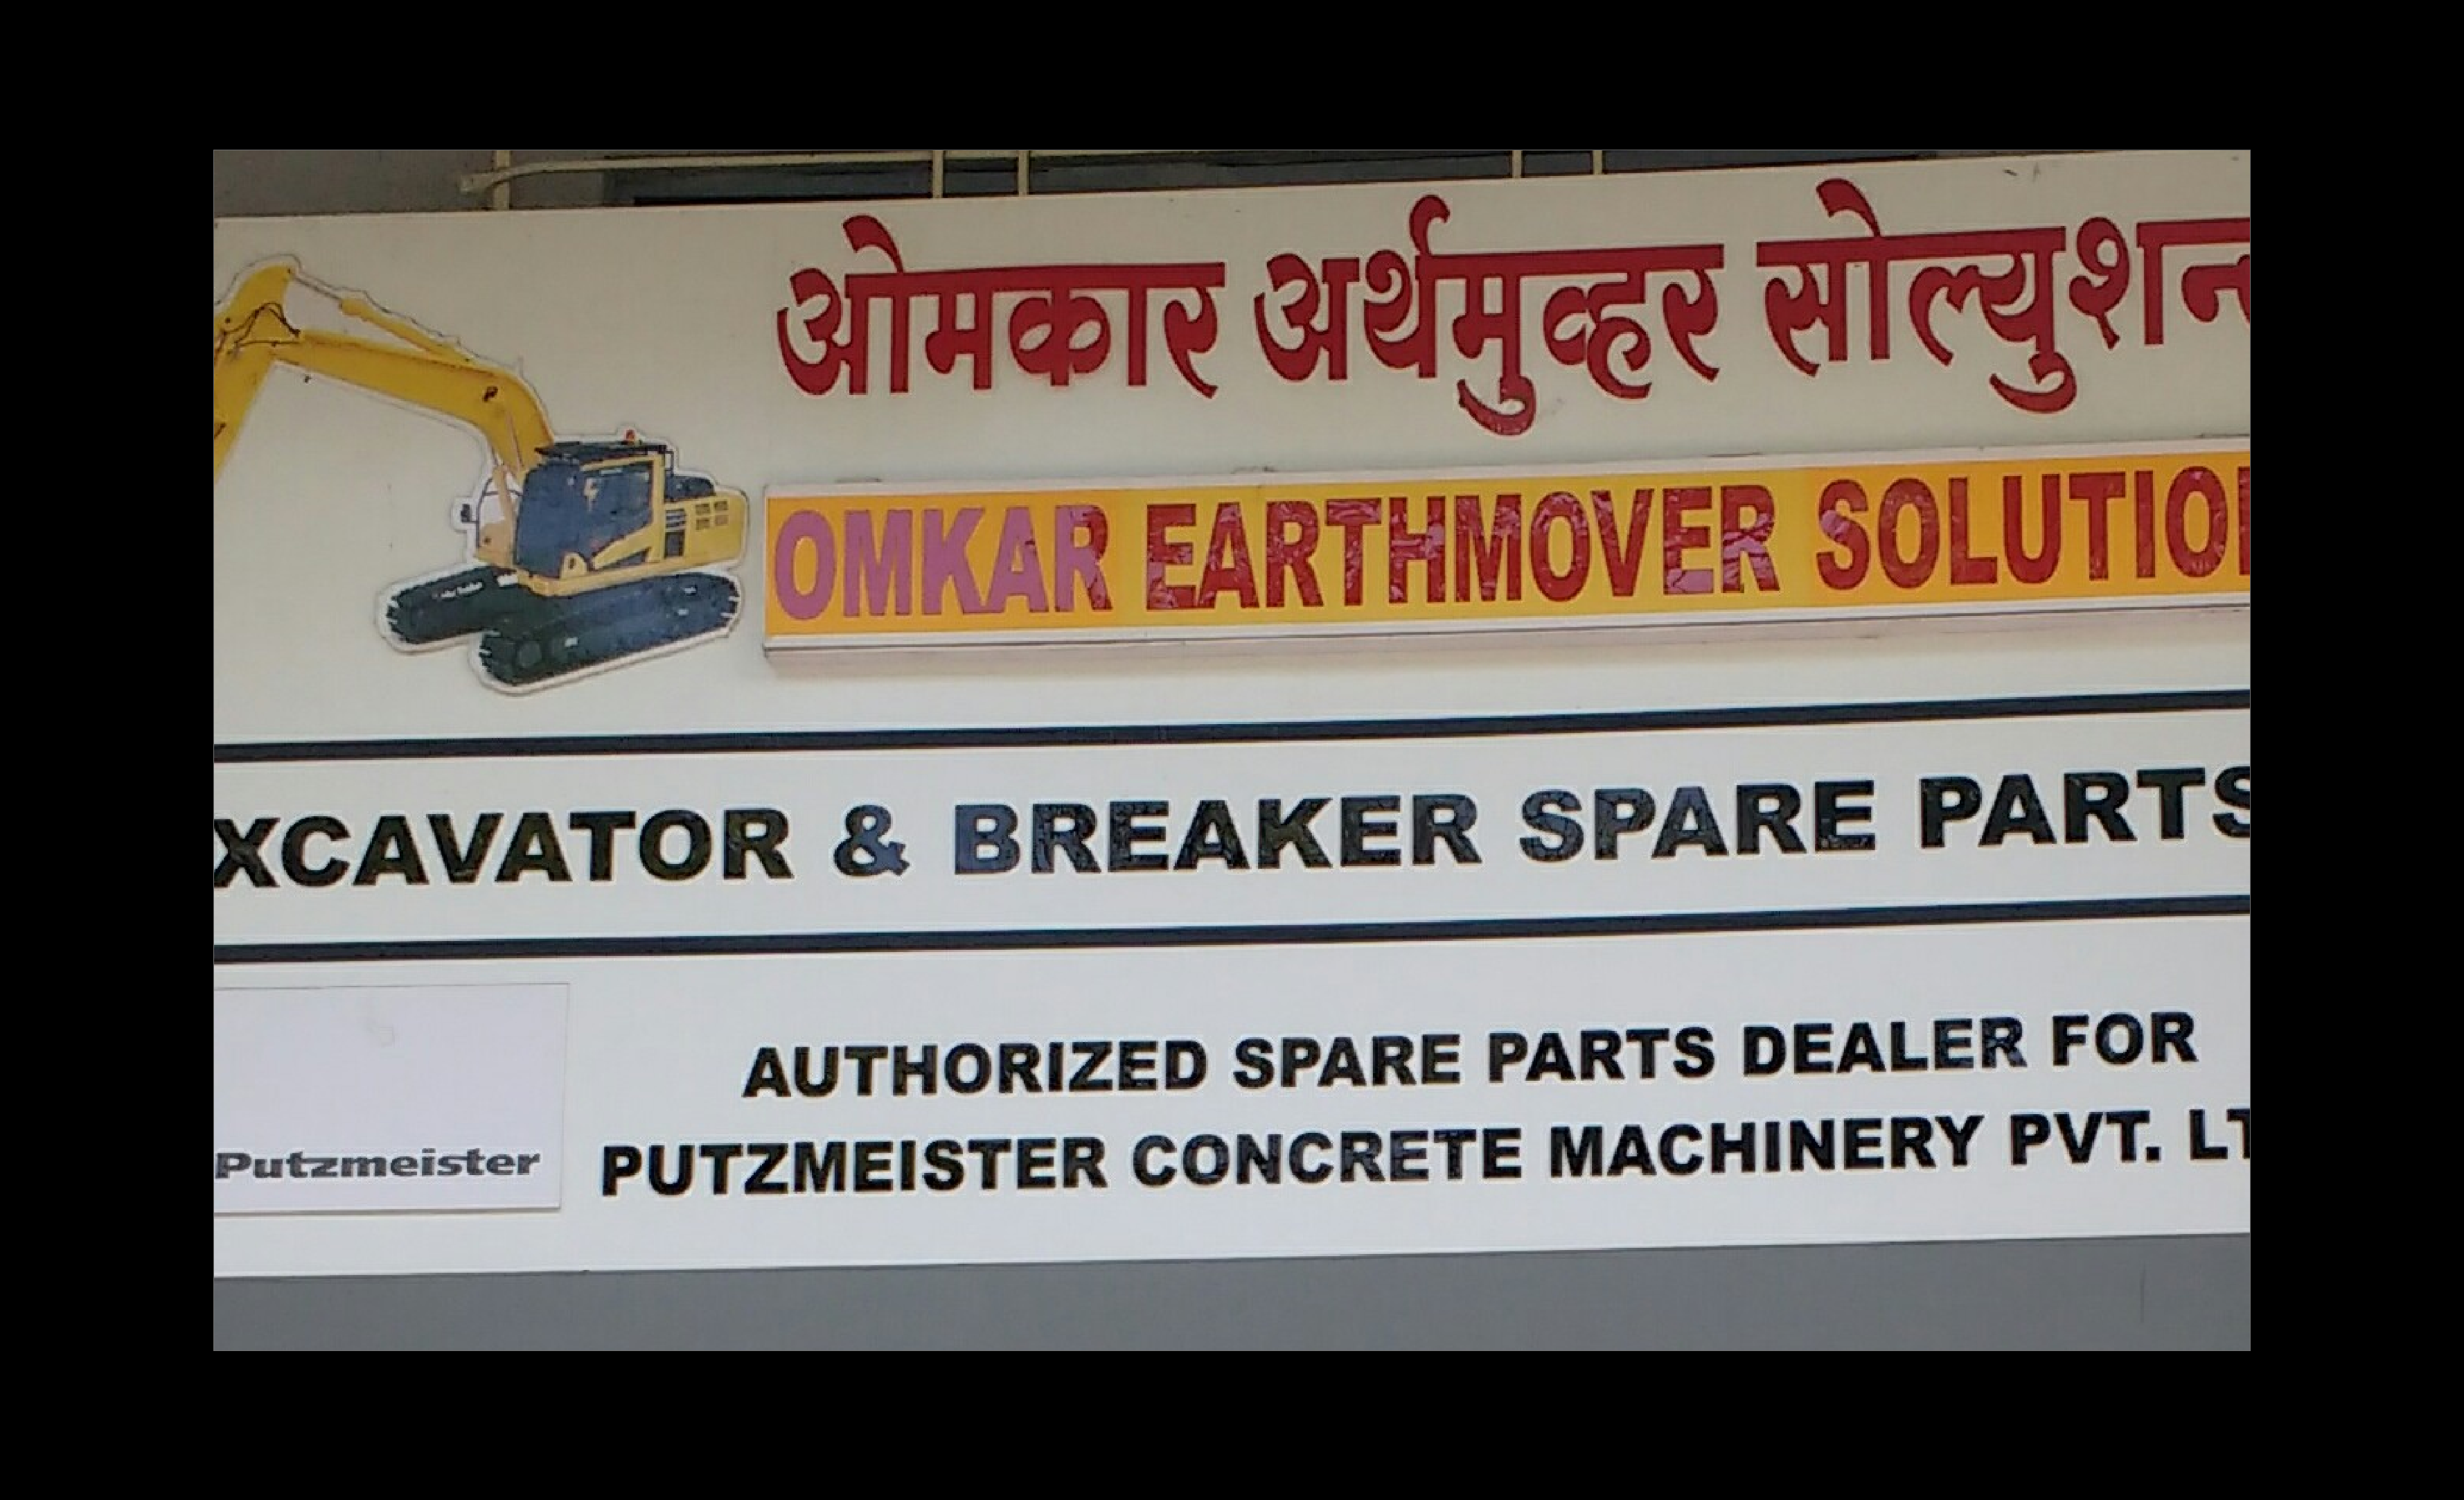 ओमकार अर्थमुव्हर सोल्युशन्स
OMKAR EARTHMOVER SOLUTION
XCAVATOR & BREAKER SPARE PARTS
AUTHORIZED SPARE PARTS DEALER FOR
Putzmeister PUTZMEISTER CONCRETE MACHINERY PVT. LT